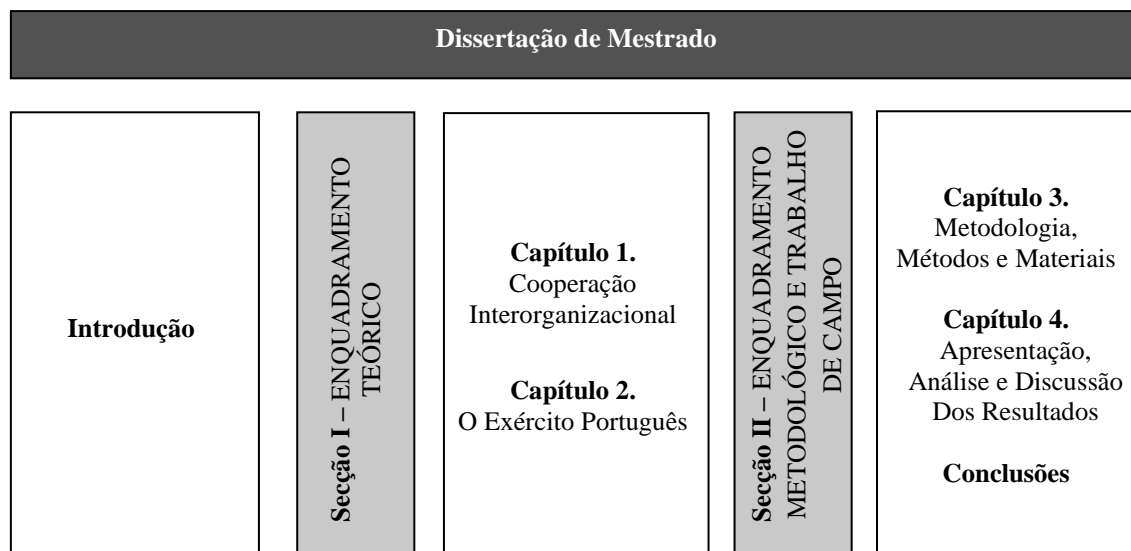 Dissertação de Mestrado
Introdução
Secção I – ENQUADRAMENTO
TEÓRICO
Capítulo 1.
Cooperação
Interorganizacional
Capítulo 2.
O Exército Português
Secção II – ENQUADRAMENTO
METODOLÓGICO E TRABALHO
DE CAMPO
Capítulo 3.
Metodologia,
Métodos e Materiais
Capítulo 4.
Apresentação,
Análise e Discussão
Dos Resultados
Conclusões